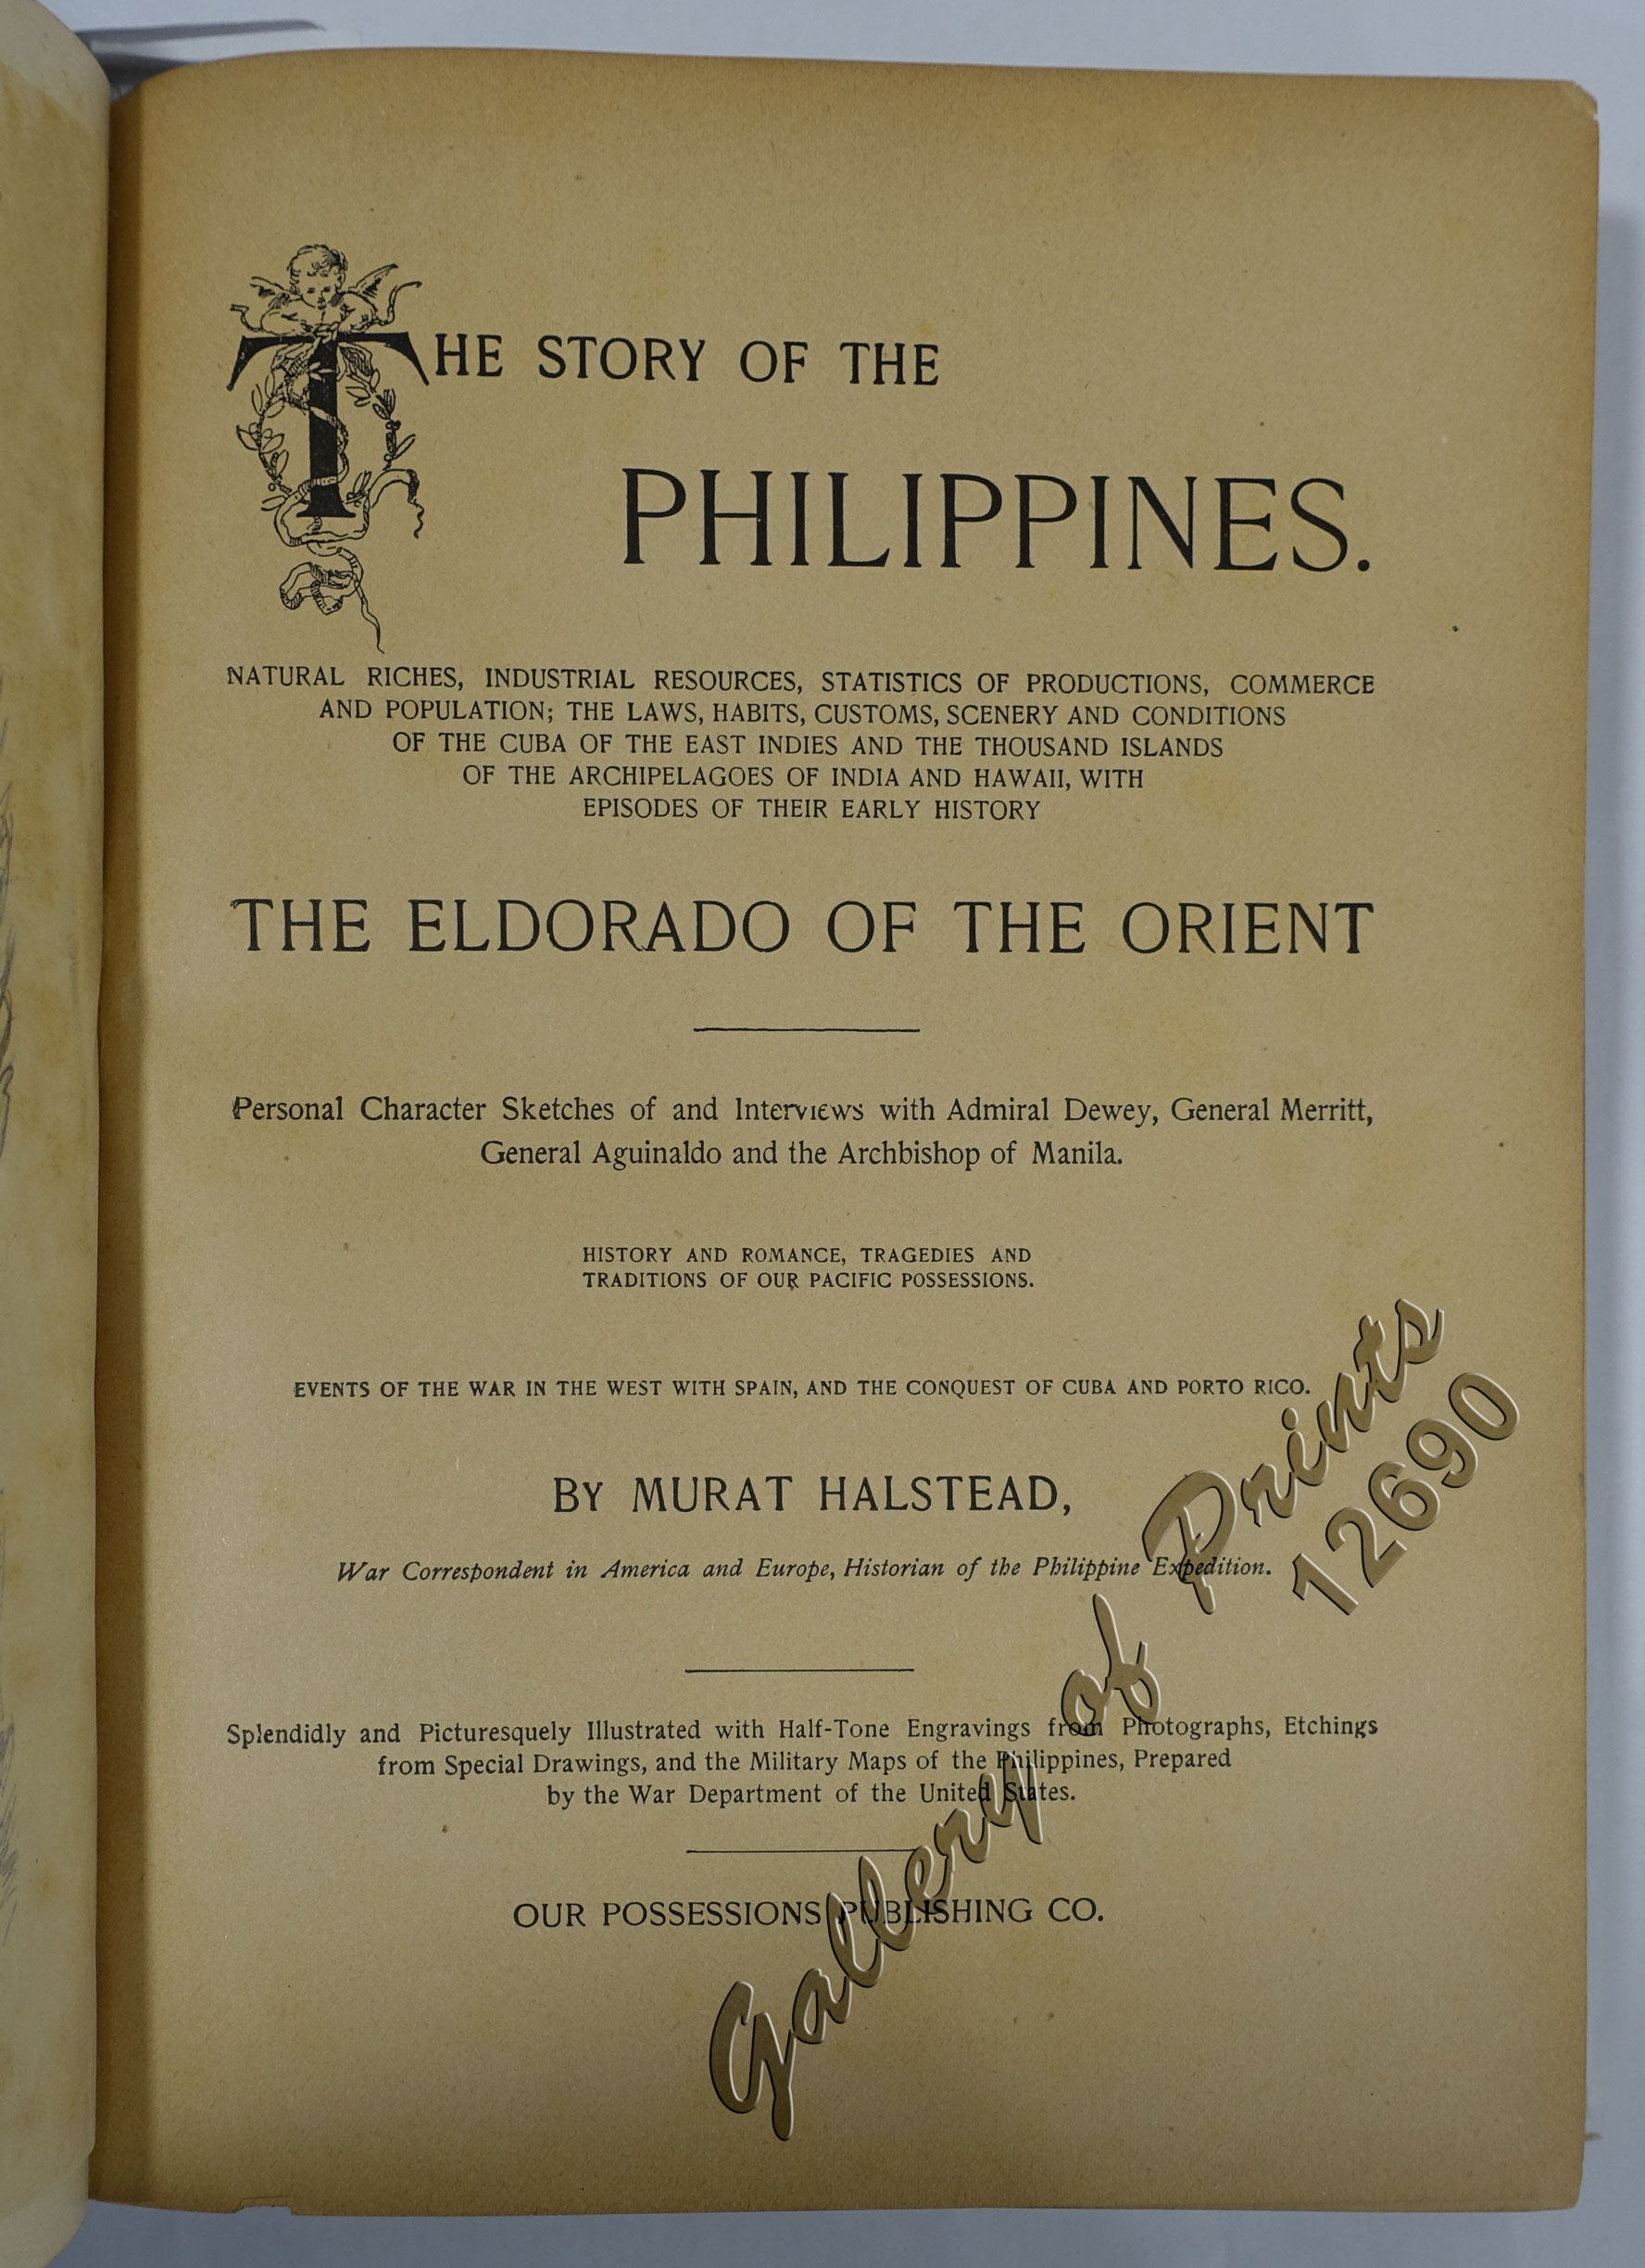 THE STORY OF THE
PHILIPPINES.
NATURAL RICHES, INDUSTRIAL RESOURCES, STATISTICS OF PRODUCTIONS, COMMERCE
AND POPULATION; THE LAWS, HABITS, CUSTOMS, SCENERY AND CONDITIONS
OF THE CUBA OF THE EAST INDIES AND THE THOUSAND ISLANDS
OF THE ARCHIPELAGOES OF INDIA AND HAWAII, WITH
EPISODES OF THEIR EARLY HISTORY
THE ELDORADO OF THE ORIENT
Personal Character Sketches of and Interviews with Admiral Dewey, General Merritt,
General Aguinaldo and the Archbishop of Manila.
HISTORY AND ROMANCE, TRAGEDIES AND
TRADITIONS OF OUR PACIFIC POSSESSIONS.
EVENTS OF THE WAR IN THE WEST WITH SPAIN, AND THE CONQUEST OF CUBA AND PORTO RICO.
BY MURAT HALSTEAD,
War Correspondent in America and Europe, Historian of the Philippine Expedition.
Splendidly and Picturesquely Illustrated with Half-Tone Engravings from Photographs, Etchings
from Special Drawings, and the Military Maps of the Philippines, Prepared
by the War Department of the United States.
OUR POSSESSIONS PUBLISHING CO.
Gallery of Prints
12690